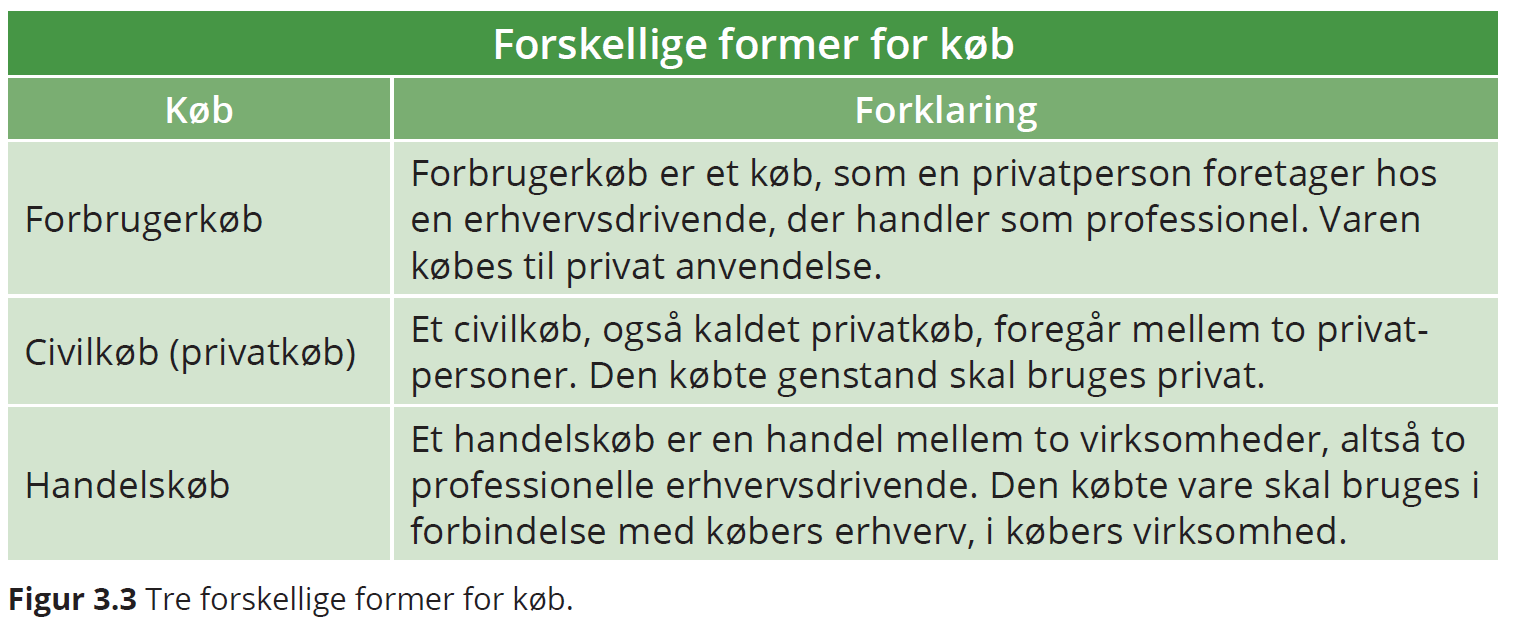 Forskellige former for køb
Køb
Forklaring
Forbrugerkøb
Forbrugerkøb er et køb, som en privatperson foretager hos
en erhvervsdrivende, der handler som professionel. Varen
købes til privat anvendelse.
Civilkøb (privatkøb)
Et civilkøb, også kaldet privatkøb, foregår mellem to privat-
personer. Den købte genstand skal bruges privat.
Handelskøb
Et handelskøb er en handel mellem to virksomheder, altså to
professionelle erhvervsdrivende. Den købte vare skal bruges i
forbindelse med købers erhverv, i købers virksomhed.
Figur 3.3 Tre forskellige former for køb.